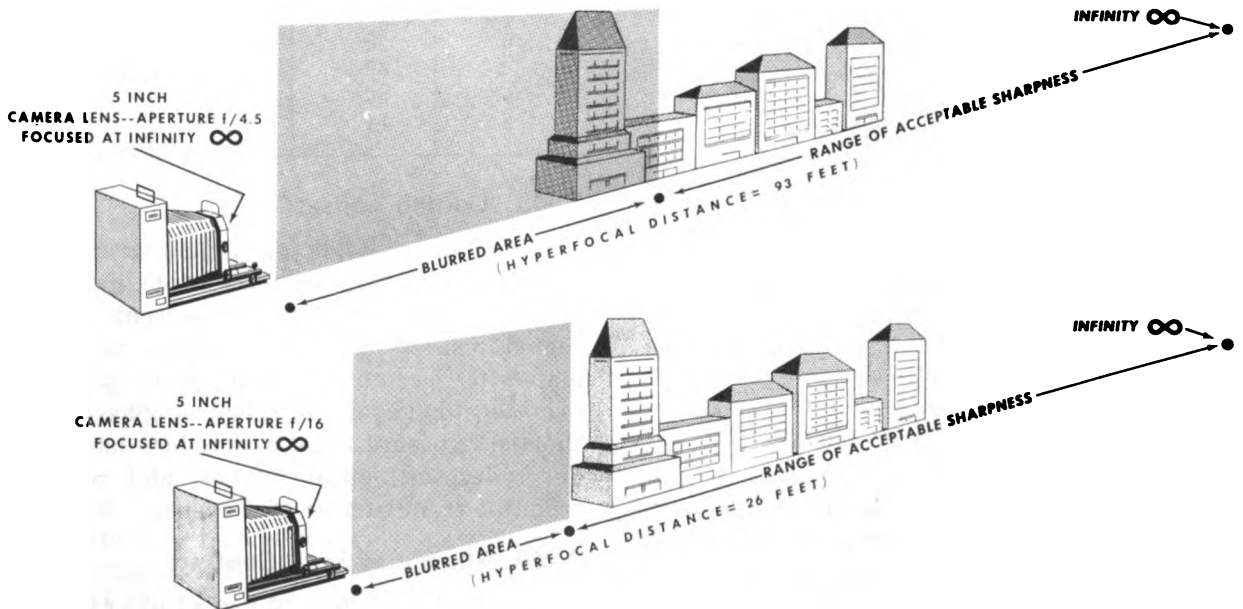 INFINITY ∞
5 INCH
CAMERA LENS--APERTURE f/4.5
FOCUSED AT INFINITY ∞
RANGE OF ACCEPTABLE SHARPNESS
BLURRED AREA
(HYPERFOCAL DISTANCE= 93 FEET)
INFINITY ∞
5 INCH
CAMERA LENS--APERTURE f/16
FOCUSED AT INFINITY ∞
RANGE OF ACCEPTABLE SHARPNESS
BLURRED AREA
(HYPERFOCAL DISTANCE= 26 FEET)